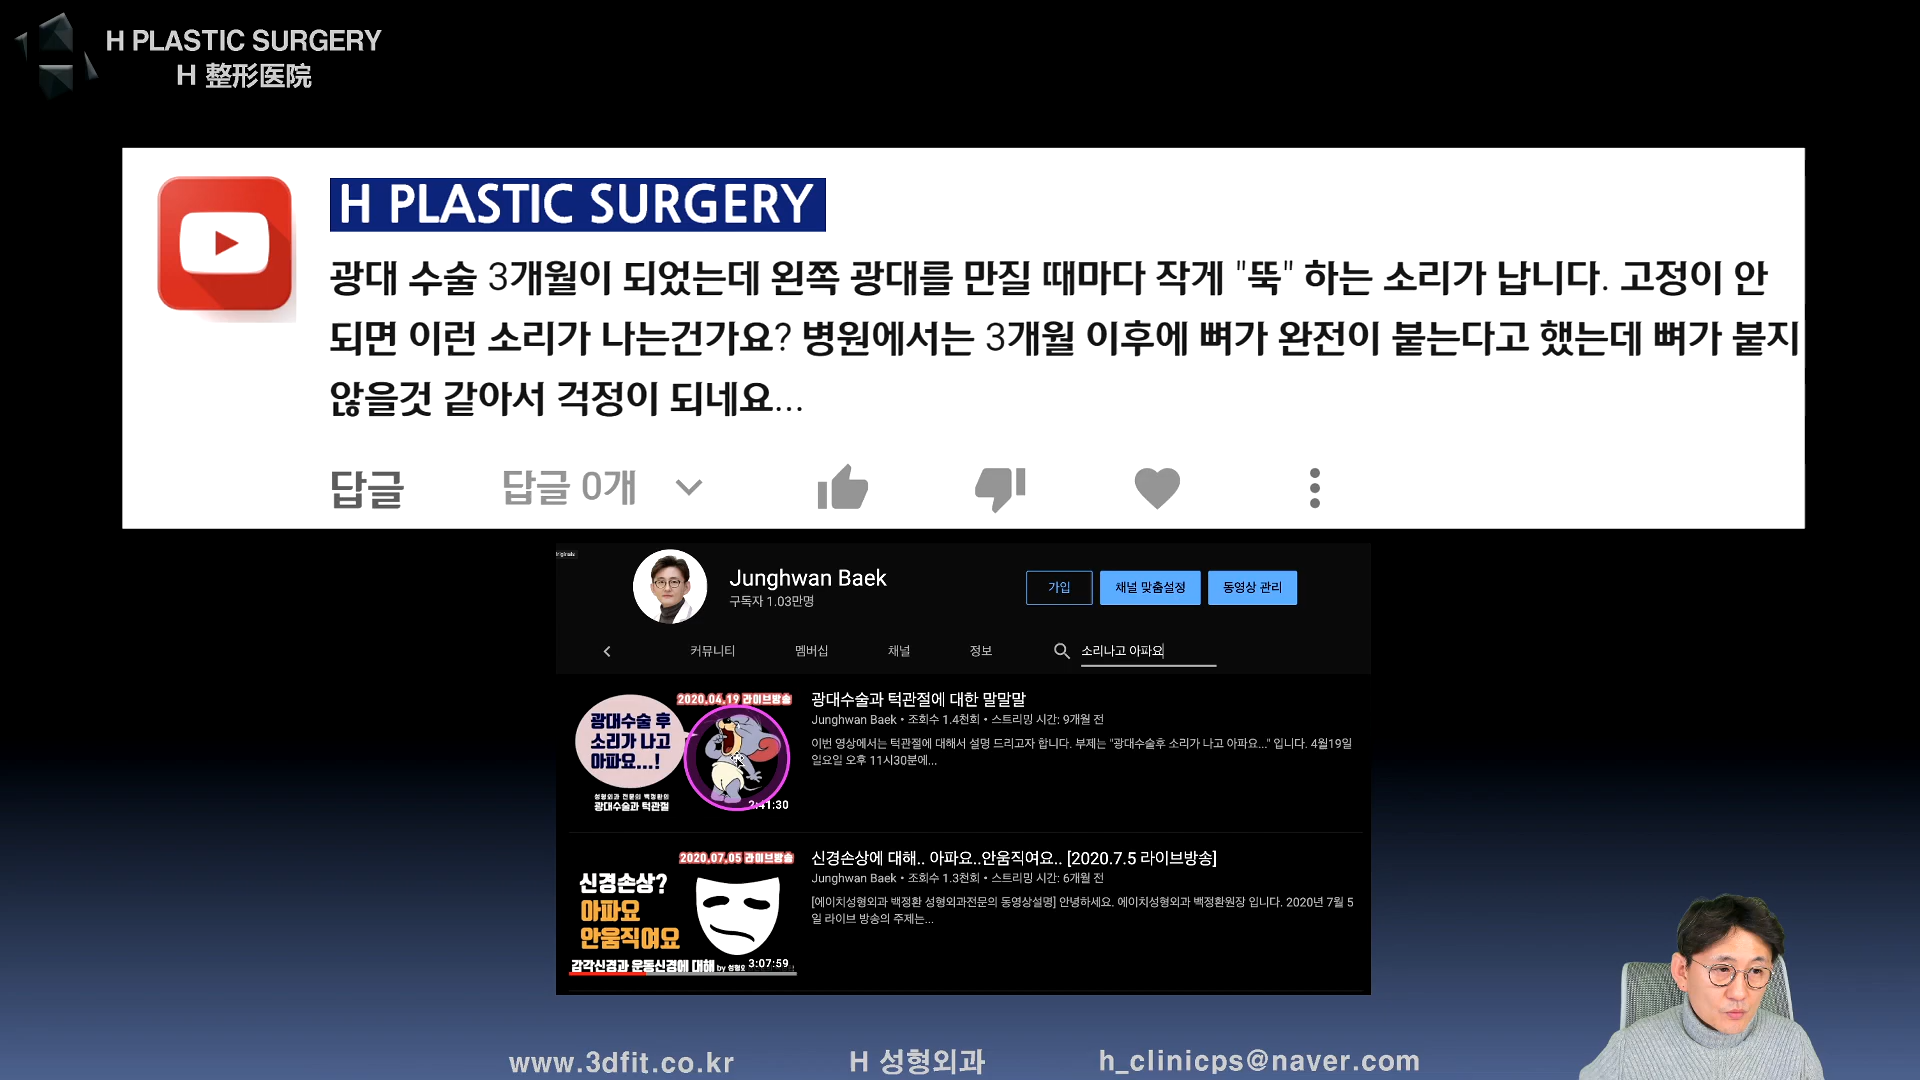 H PLASTIC SURGERY
H 整形医院
H PLASTIC SURGERY
광대 수술 3개월이 되었는데 왼쪽 광대를 만질 때마다 작게 "뚝" 하는 소리가 납니다. 고정이 안
되면 이런 소리가 나는건가요? 병원에서는 3개월 이후에 뼈가 완전이 붙는다고 했는데 뼈가 붙지
않을것 같아서 걱정이 되네요...
답글 답글 0개
Junghwan Baek
구독자 1.03만명
가입 채널 맞춤설정 동영상 관리
커뮤니티 멤버십 채널 정보 소리나고 아파요
2020.04.19 라이브방송
광대수술 후
소리가 나고
아파요...!
성형외과 전문의 백정환의
광대수술과 턱관절
2:41:30
광대수술과 턱관절에 대한 말말말
Junghwan Baek • 조회수 1.4천회 • 스트리밍 시간: 9개월 전
이번 영상에서는 턱관절에 대해서 설명 드리고자 합니다. 부제는 "광대수술후 소리가 나고 아파요..." 입니다. 4월19일
일요일 오후 11시30분에...
2020.07.05 라이브방송
신경손상?
아파요
안움직여요
감각신경과 운동신경에 대해 by 성형외
3:07:59
신경손상에 대해.. 아파요..안움직여요.. [2020.7.5 라이브방송]
Junghwan Baek • 조회수 1.3천회 • 스트리밍 시간: 6개월 전
[에이치성형외과 백정환 성형외과전문의 동영상설명] 안녕하세요. 에이치성형외과 백정환원장 입니다. 2020년 7월 5
일 라이브 방송의 주제는...
www.3dfit.co.kr H 성형외과 h_clinicps@naver.com